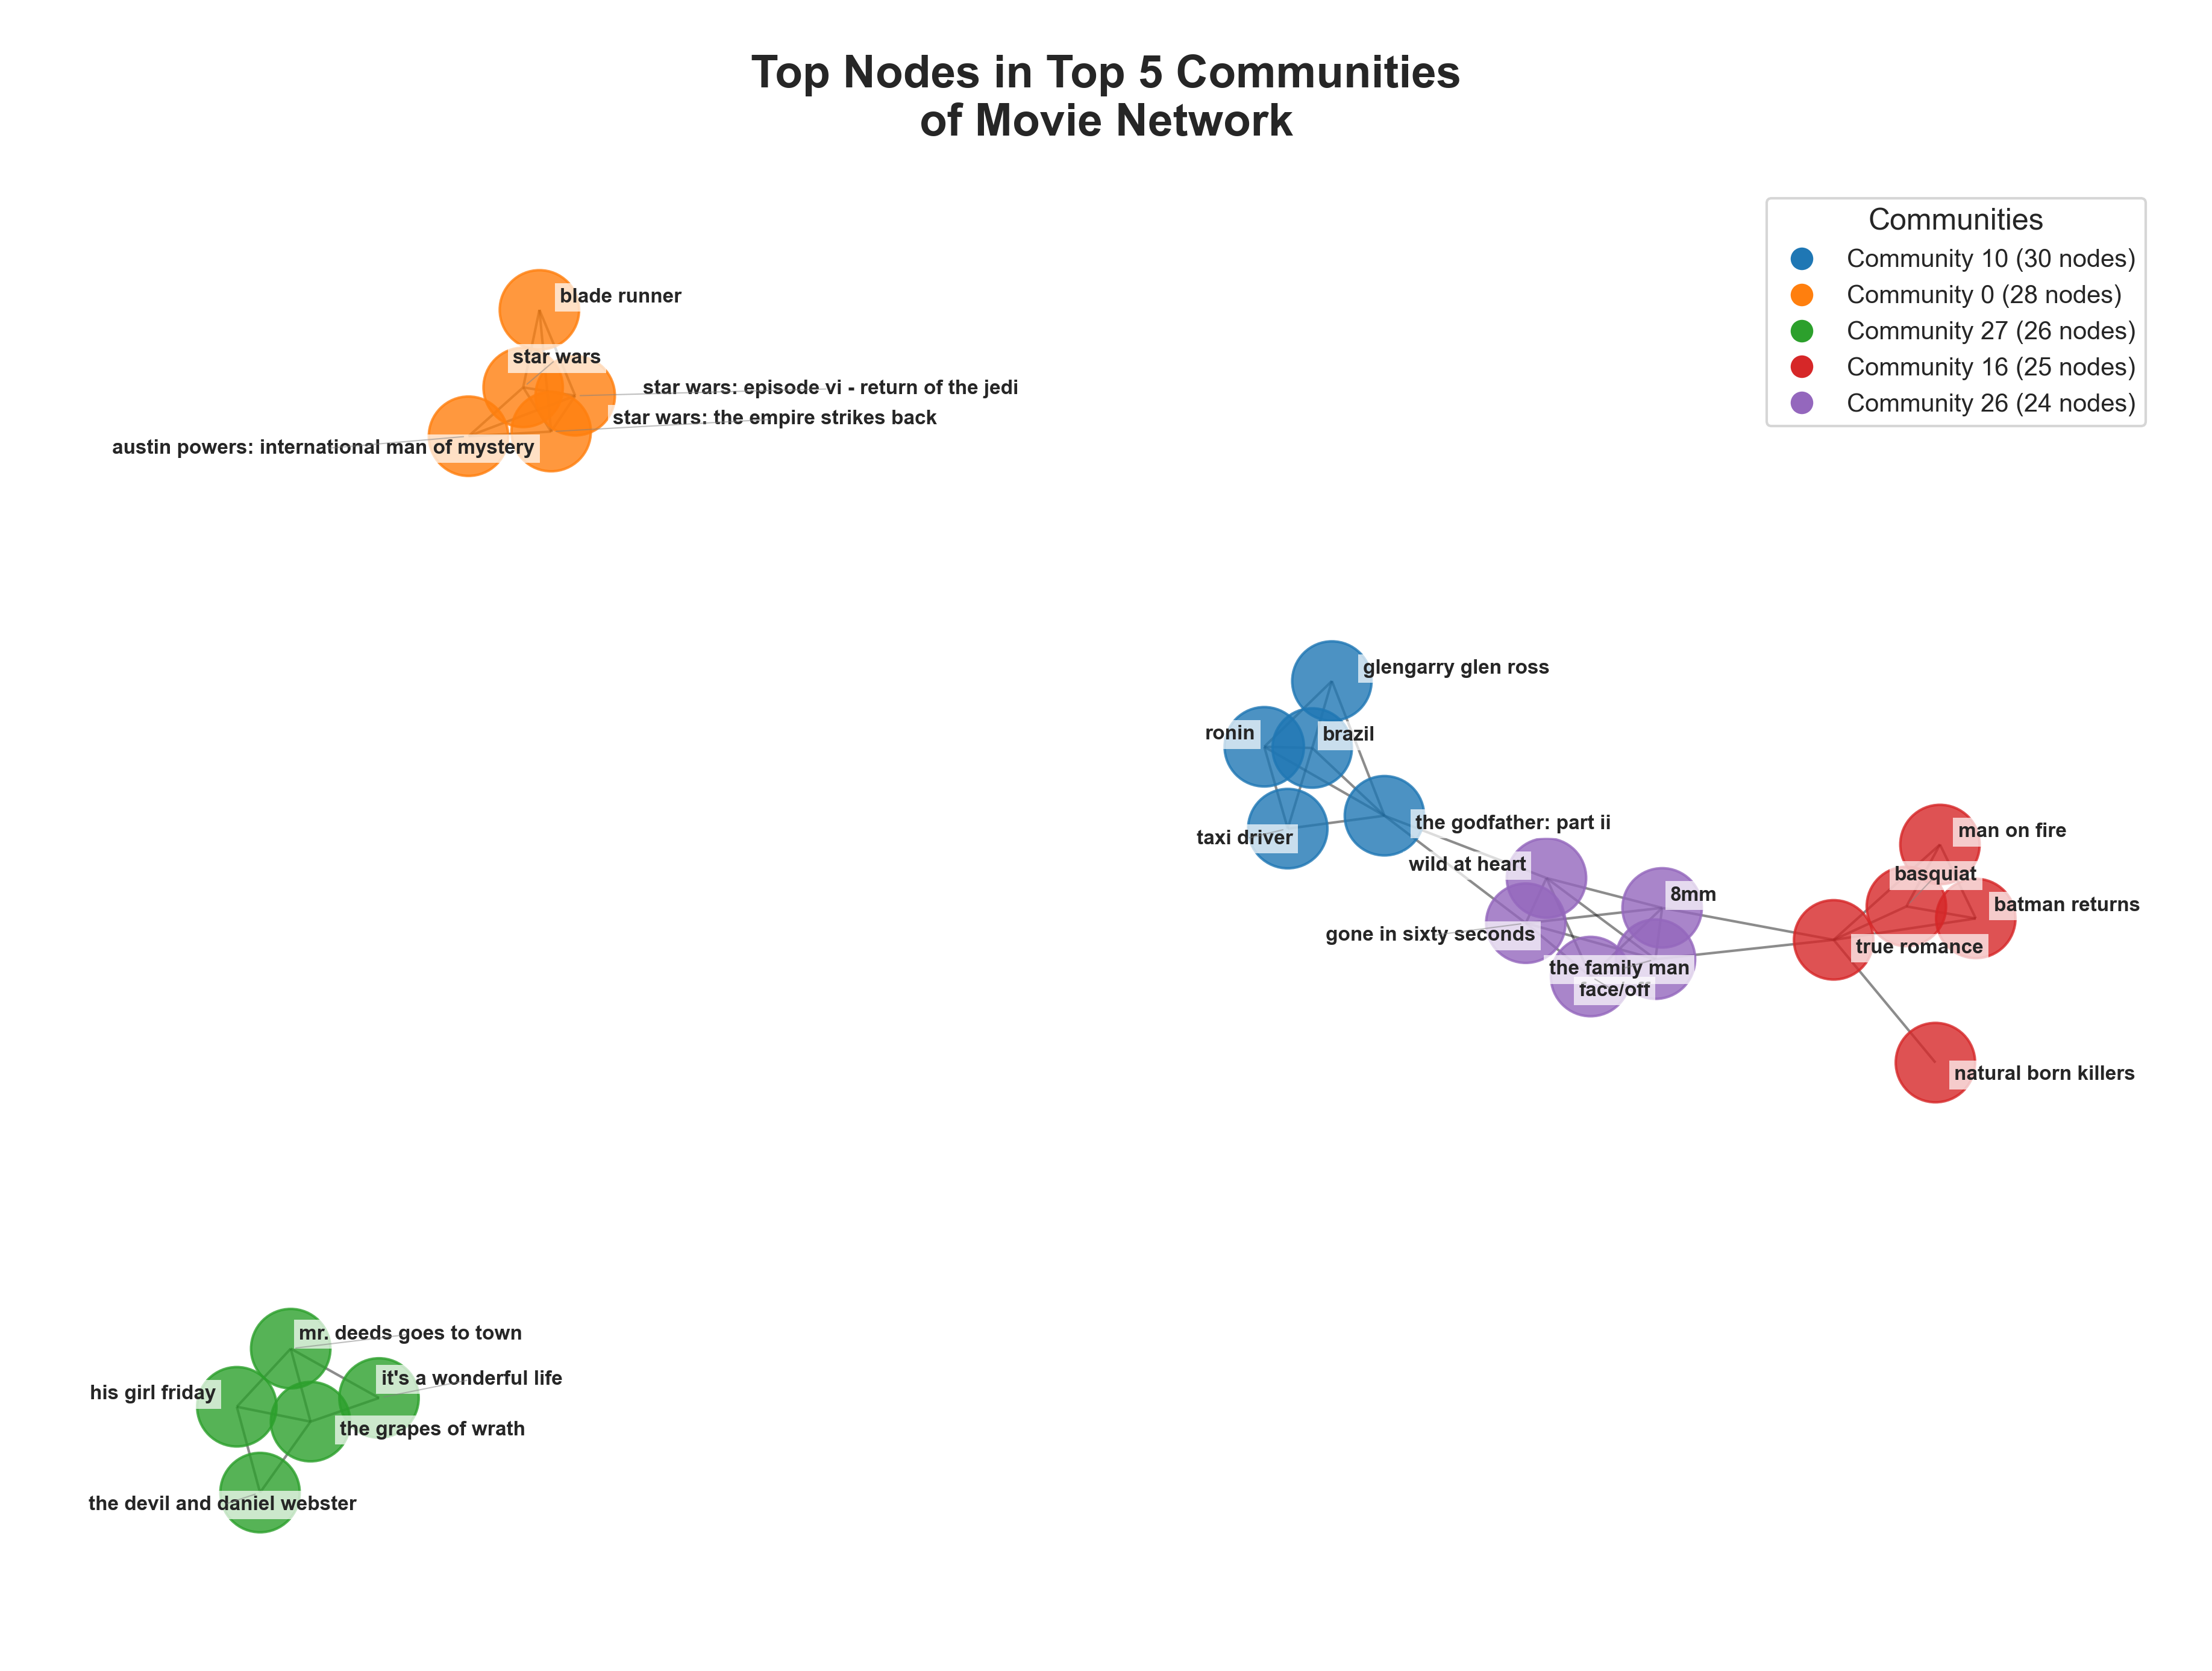 Top Nodes in Top 5 Communities
of Movie Network
Communities
Community 10 (30 nodes)
Community 0 (28 nodes)
Community 27 (26 nodes)
Community 16 (25 nodes)
Community 26 (24 nodes)
blade runner
star wars
star wars: episode vi - return of the jedi
star wars: the empire strikes back
austin powers: international man of mystery
glengarry glen ross
ronin
brazil
taxi driver
the godfather: part ii
wild at heart
8mm
gone in sixty seconds
the family man
face/off
man on fire
basquiat
batman returns
true romance
natural born killers
mr. deeds goes to town
it's a wonderful life
his girl friday
the grapes of wrath
the devil and daniel webster